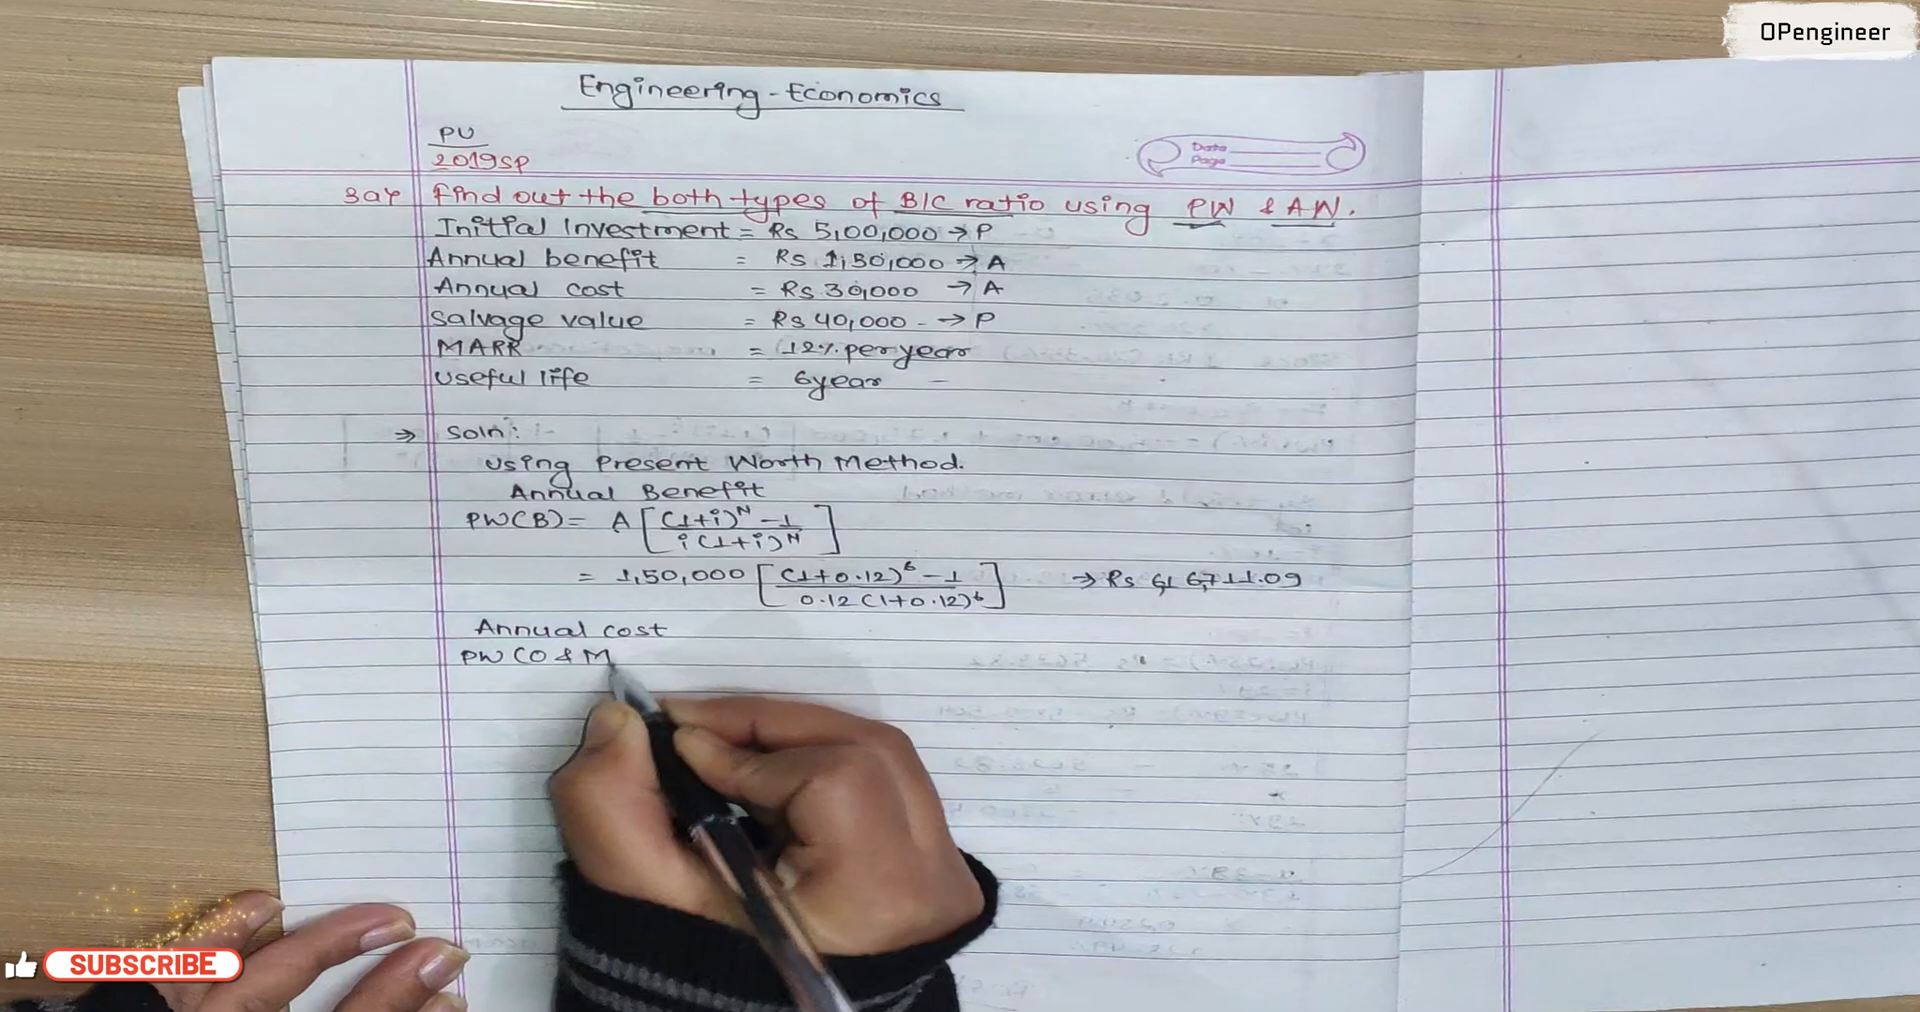 OPengineer
Engineering-Economics
PU
2019SP
Data
Page
3a) find out the both types of B/C ratio using PW & AW.
Initial Investment = Rs 5,00,000 → P
Annual benefit = Rs 1,50,000 → A
Annual cost = Rs 30,000 → A
Salvage value = Rs 40,000 - → P
MARR = 12% per year
Useful life = 6year -
⇒ Soln:
Using Present Worth Method.
Annual Benefit
PW(B) = A [(1+i)^N - 1 / i(1+i)^N]
= 1,50,000 [(1+0.12)^6 - 1 / 0.12(1+0.12)^6] ⇒ Rs 6,16,711.09
Annual cost
PW (O & M
SUBSCRIBE